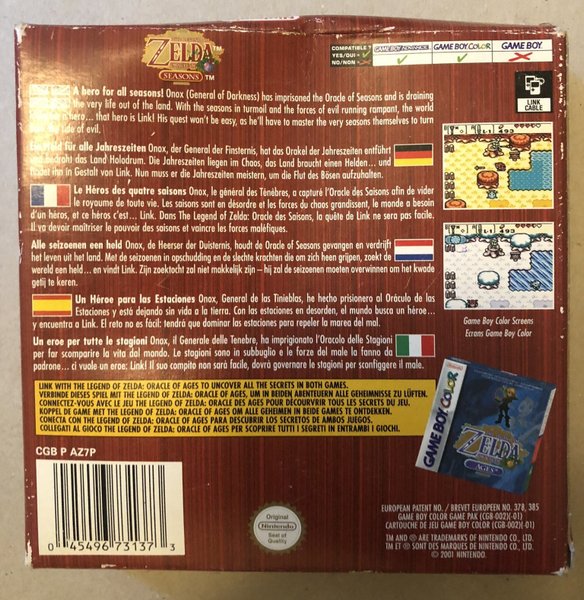 THE LEGEND OF
ZELDA™
SEASONS™
COMPATIBLE
YES/OUI - ✓
NO/NON - ✗
GAME BOY ADVANCE
✓
GAME BOY COLOR
✓
GAME BOY
✗
LINK
CABLE
A hero for all seasons! Onox (General of Darkness) has imprisoned the Oracle of Seasons and is draining
the very life out of the land. With the seasons in turmoil and the forces of evil running rampant, the world
hero... that hero is Link! His quest won't be easy, as he'll have to master the very seasons themselves to turn
tide of evil.
Ein Held für alle Jahreszeiten Onox, der General der Finsternis, hat das Orakel der Jahreszeiten entführt
und bedroht das Land Holodrum. Die Jahreszeiten liegen im Chaos, das Land braucht einen Helden... und
findet ihn in Gestalt von Link. Nun muss er die Jahreszeiten meistern, um die Flut des Bösen aufzuhalten.
Le Héros des quatre saisons Onox, le général des Ténèbres, a capturé l'Oracle des Saisons afin de vider
le royaume de toute vie. Les saisons sont en désordre et les forces du chaos grandissent, le monde a besoin
d'un héros, et ce héros c'est... Link. Dans The Legend of Zelda: Oracle des Saisons, la quête de Link ne sera pas facile.
Il va devoir maîtriser le pouvoir des saisons et vaincre les forces maléfiques.
Alle seizoenen een held Onox, de Heerser der Duisternis, houdt de Oracle of Seasons gevangen en verdrijft
het leven uit het land. Met de seizoenen in opschudding en de slechte krachten die om zich heen grijpen, zoekt de
wereld een held... en vindt Link. Zijn zoektocht zal niet makkelijk zijn – hij zal de seizoenen moeten overwinnen om het kwade
getij te keren.
Un Héroe para las Estaciones Onox, General de las Tinieblas, ha hecho prisionero al Oráculo de las
Estaciones y está dejando sin vida a la tierra. Con las estaciones en desorden, el mundo busca un héroe...
y encuentra a Link. El reto no es fácil: tendrá que dominar las estaciones para repeler la marea del mal.
Un eroe per tutte le stagioni Onox, il Generale delle Tenebre, ha imprigionato l'Oracolo delle Stagioni
per far scomparire la vita dal mondo. Le stagioni sono in subbuglio e le forze del male la fanno da
padrone... ci vuole un eroe: Link! Il suo compito non sarà facile, dovrà governare le stagioni per sconfiggere il male.
Game Boy Color Screens
Ecrans Game Boy Color
LINK WITH THE LEGEND OF ZELDA: ORACLE OF AGES TO UNCOVER ALL THE SECRETS IN BOTH GAMES.
VERBINDE DIESES SPIEL MIT THE LEGEND OF ZELDA: ORACLE OF AGES, UM IN BEIDEN ABENTEUERN ALLE GEHEIMNISSE ZU LÜFTEN.
CONNECTEZ-VOUS AVEC LE JEU THE LEGEND OF ZELDA: ORACLE DES AGES POUR DÉCOUVRIR TOUS LES SECRETS DU JEU.
KOPPEL DE GAME MET THE LEGEND OF ZELDA: ORACLE OF AGES OM ALLE GEHEIMEN IN BEIDE GAMES TE ONTDEKKEN.
CONECTA CON THE LEGEND OF ZELDA: ORACLE OF AGES PARA DESCUBRIR LOS SECRETOS DE AMBOS JUEGOS.
COLLEGATI AL GIOCO THE LEGEND OF ZELDA: ORACLE OF AGES PER SCOPRIRE TUTTI I SEGRETI IN ENTRAMBI I GIOCHI.
GAME BOY COLOR
Nintendo
ZELDA
AGES
CGB P AZ7P
0 45496 73137 3
Original
Nintendo
Seal of
Quality
EUROPEAN PATENT NO. / BREVET EUROPEEN NO. 378, 385
GAME BOY COLOR GAME PAK (CGB-002)(-01)
CARTOUCHE DE JEU GAME BOY COLOR (CGB-002)(-01)
TM AND ® ARE TRADEMARKS OF NINTENDO CO., LTD.
TM ET ® SONT DES MARQUES DE NINTENDO CO., LTD.
© 2001 NINTENDO.